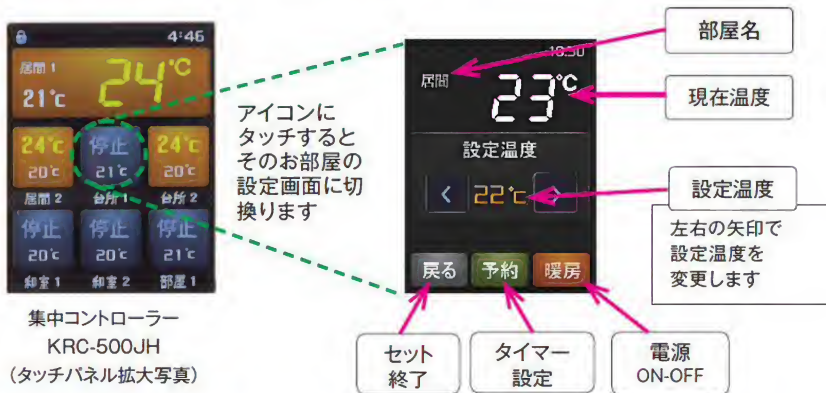 4:46
居間 1
24℃
21℃
24℃
20℃
居間 2
停止
21℃
台所 1
24℃
20℃
台所 2
停止
20℃
和室 1
停止
20℃
和室 2
停止
21℃
部屋 1
集中コントローラー
KRC-500JH
(タッチパネル拡大写真)
アイコンに
タッチすると
そのお部屋の
設定画面に切
換ります
居間
23℃
設定温度
< 22℃
戻る
予約
暖房
部屋名
現在温度
設定温度
左右の矢印で
設定温度を
変更します
セット
終了
タイマー
設定
電源
ON-OFF